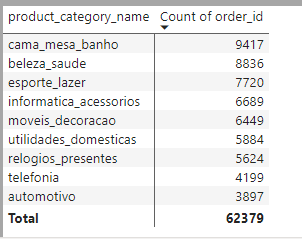 product_category_name Count of order_id
cama_mesa_banho 9417
beleza_saude 8836
esporte_lazer 7720
informatica_acessorios 6689
moveis_decoracao 6449
utilidades_domesticas 5884
relogios_presentes 5624
telefonia 4199
automotivo 3897
Total 62379